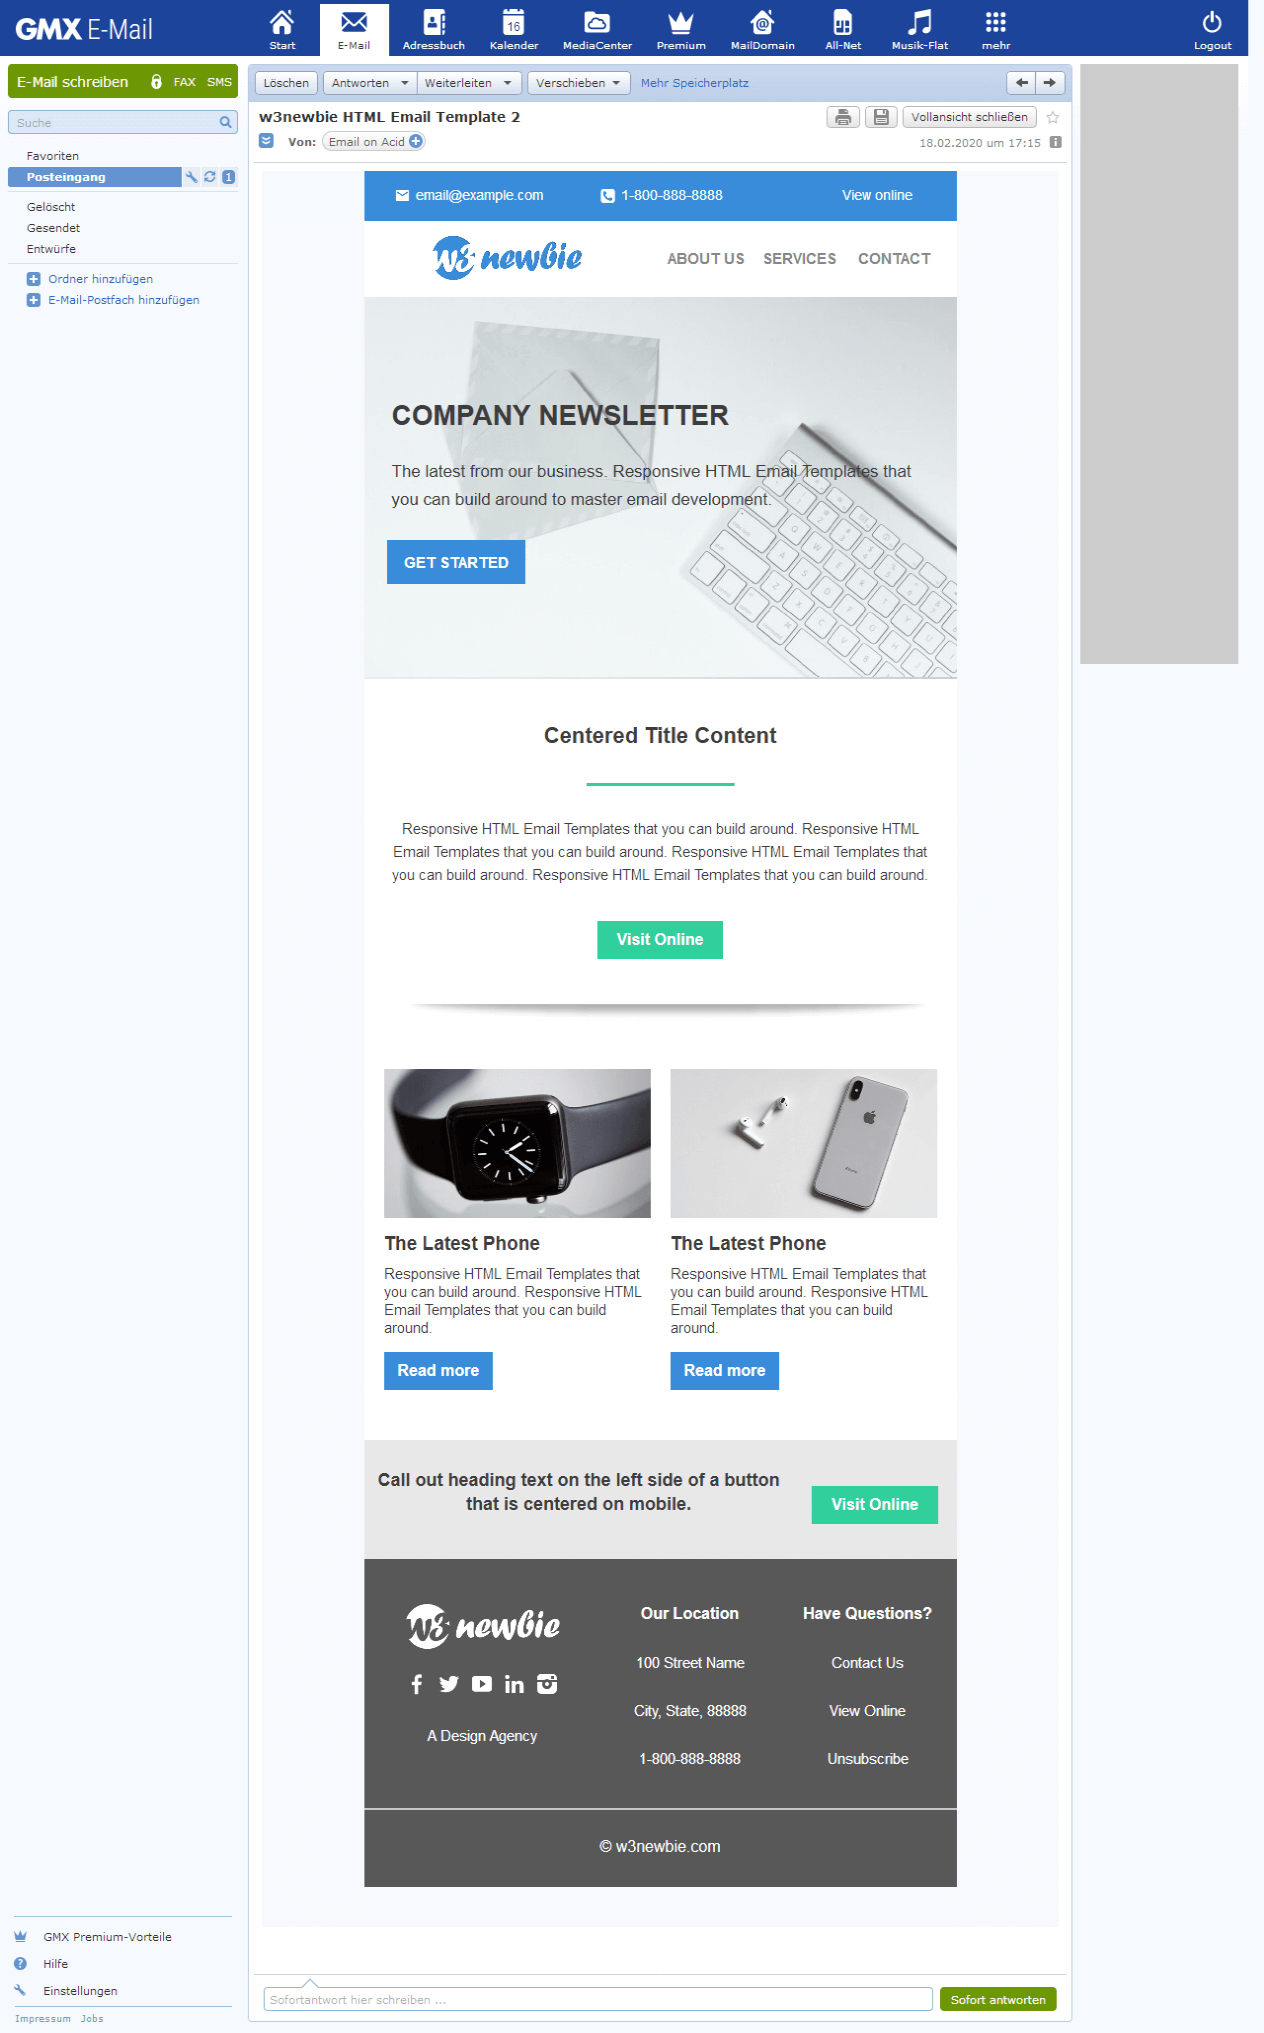 GMX E-Mail
Start
E-Mail
Adressbuch
16
Kalender
MediaCenter
Premium
MailDomain
All-Net
Musik-Flat
mehr
Logout
E-Mail schreiben FAX SMS
Suche
Favoriten
Posteingang 1
Gelöscht
Gesendet
Entwürfe
Ordner hinzufügen
E-Mail-Postfach hinzufügen
Löschen Antworten Weiterleiten Verschieben Mehr Speicherplatz
w3newbie HTML Email Template 2
Vollansicht schließen
Von: Email on Acid
18.02.2020 um 17:15
email@example.com 1-800-888-8888 View online
w3 newbie ABOUT US SERVICES CONTACT
COMPANY NEWSLETTER
The latest from our business. Responsive HTML Email Templates that
you can build around to master email development.
GET STARTED
Centered Title Content
Responsive HTML Email Templates that you can build around. Responsive HTML
Email Templates that you can build around. Responsive HTML Email Templates that
you can build around. Responsive HTML Email Templates that you can build around.
Visit Online
The Latest Phone
Responsive HTML Email Templates that
you can build around. Responsive HTML
Email Templates that you can build
around.
Read more
The Latest Phone
Responsive HTML Email Templates that
you can build around. Responsive HTML
Email Templates that you can build
around.
Read more
Call out heading text on the left side of a button
that is centered on mobile.
Visit Online
w3 newbie
A Design Agency
Our Location
100 Street Name
City, State, 88888
1-800-888-8888
Have Questions?
Contact Us
View Online
Unsubscribe
© w3newbie.com
GMX Premium-Vorteile
Hilfe
Einstellungen
Impressum Jobs
Sofortantwort hier schreiben ...
Sofort antworten